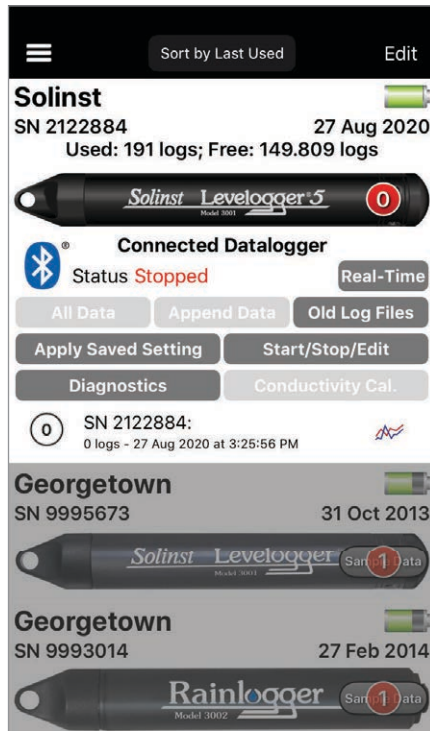 Sort by Last Used
Edit
Solinst
SN 2122884
27 Aug 2020
Used: 191 logs; Free: 149.809 logs
Solinst Levelogger 5
Model 3001
0
Connected Datalogger
®
Status Stopped
Real-Time
All Data
Append Data
Old Log Files
Apply Saved Setting
Start/Stop/Edit
Diagnostics
Conductivity Cal.
0
SN 2122884:
0 logs - 27 Aug 2020 at 3:25:56 PM
Georgetown
SN 9995673
31 Oct 2013
Solinst Levelogger
Model 3001
Sample Data
1
Georgetown
SN 9993014
27 Feb 2014
Rainlogger
Model 3002
Sample Data
1